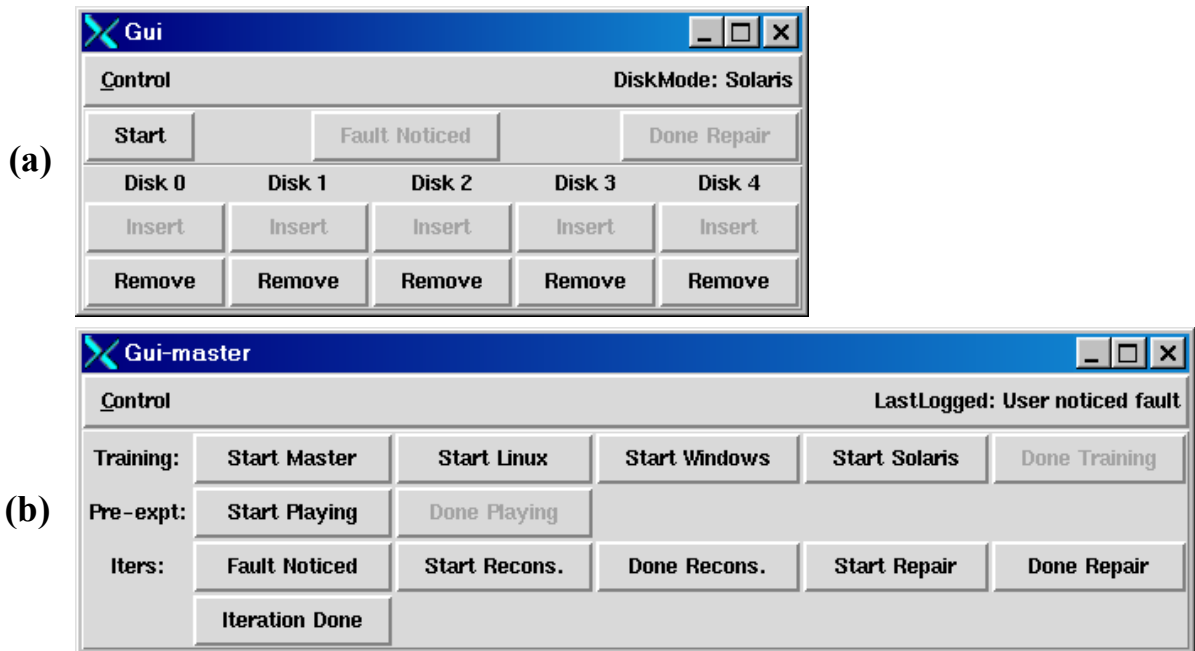 (a)
Gui
Control DiskMode: Solaris
Start Fault Noticed Done Repair
Disk 0 Disk 1 Disk 2 Disk 3 Disk 4
Insert Insert Insert Insert Insert
Remove Remove Remove Remove Remove
(b)
Gui-master
Control LastLogged: User noticed fault
Training: Start Master Start Linux Start Windows Start Solaris Done Training
Pre-expt: Start Playing Done Playing
Iters: Fault Noticed Start Recons. Done Recons. Start Repair Done Repair
Iteration Done